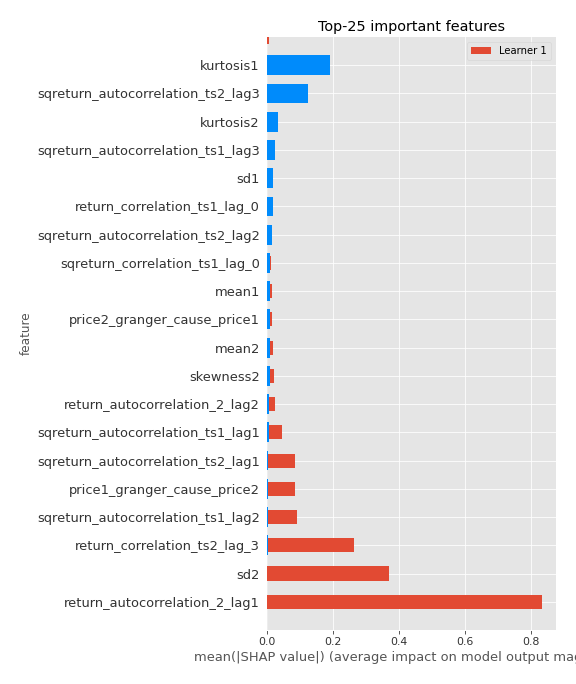 Top-25 important features
Learner 1
kurtosis1
sqreturn_autocorrelation_ts2_lag3
kurtosis2
sqreturn_autocorrelation_ts1_lag3
sd1
return_correlation_ts1_lag_0
sqreturn_autocorrelation_ts2_lag2
sqreturn_correlation_ts1_lag_0
mean1
price2_granger_cause_price1
mean2
skewness2
return_autocorrelation_2_lag2
sqreturn_autocorrelation_ts1_lag1
sqreturn_autocorrelation_ts2_lag1
price1_granger_cause_price2
sqreturn_autocorrelation_ts1_lag2
return_correlation_ts2_lag_3
sd2
return_autocorrelation_2_lag1
feature
0.0 0.2 0.4 0.6 0.8
mean(|SHAP value|) (average impact on model output mag